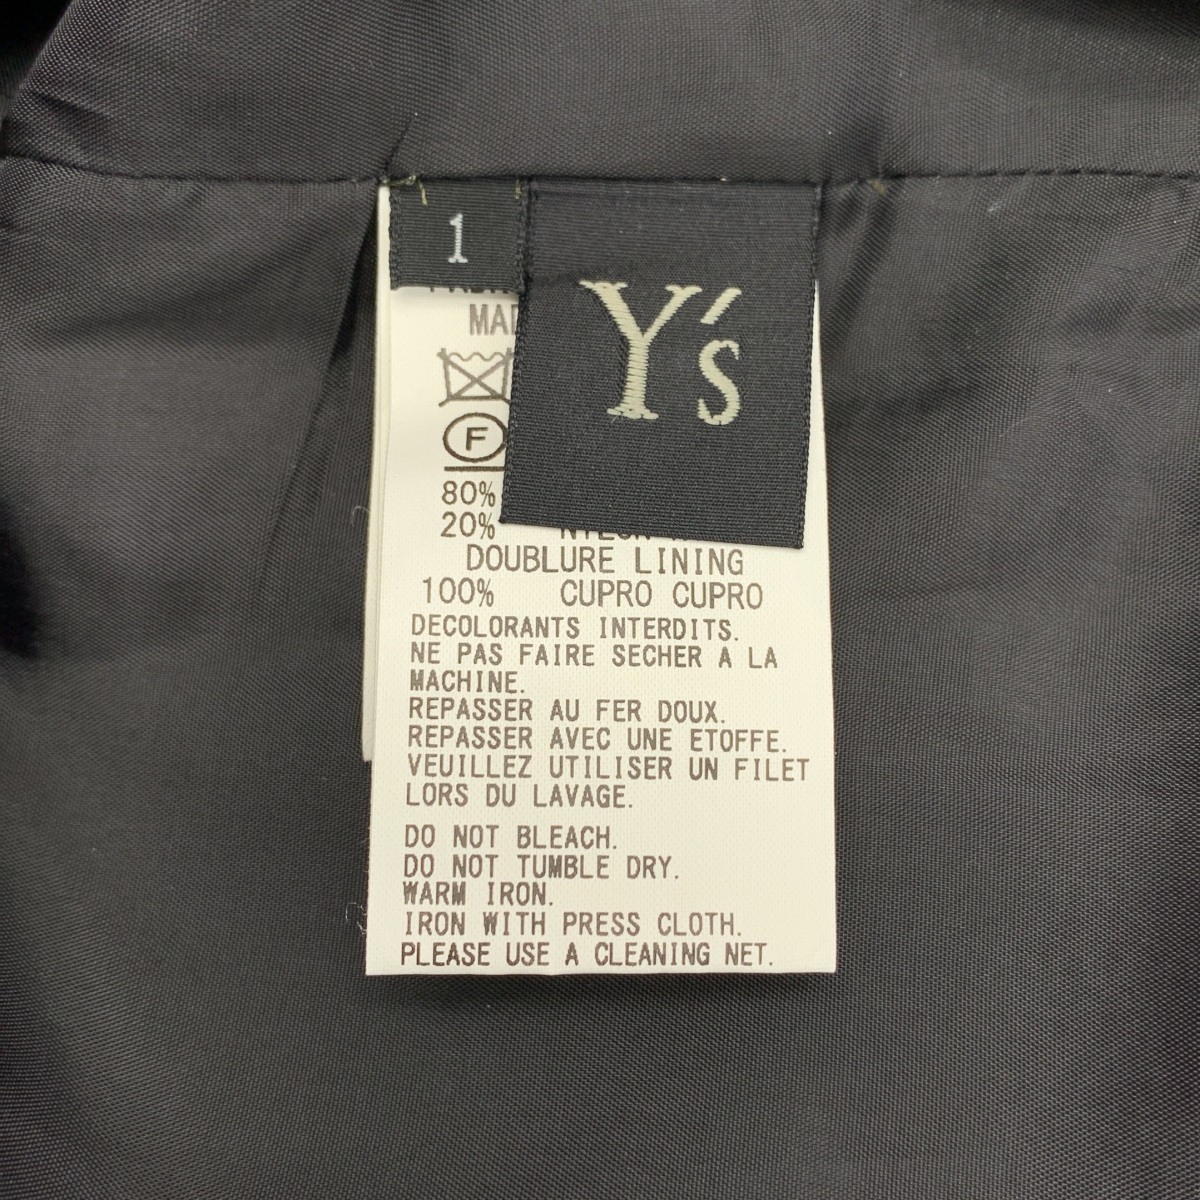 1
Y's
MAD
F
80%
20% NYLON
DOUBLURE LINING
100% CUPRO CUPRO
DECOLORANTS INTERDITS.
NE PAS FAIRE SECHER A LA
MACHINE.
REPASSER AU FER DOUX.
REPASSER AVEC UNE ETOFFE.
VEUILLEZ UTILISER UN FILET
LORS DU LAVAGE.
DO NOT BLEACH.
DO NOT TUMBLE DRY.
WARM IRON.
IRON WITH PRESS CLOTH.
PLEASE USE A CLEANING NET.